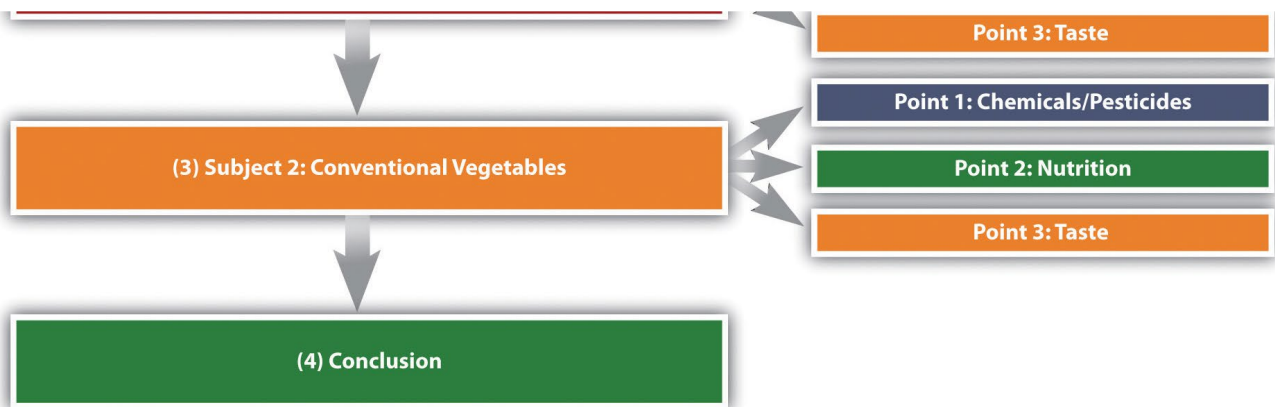 Point 3: Taste
Point 1: Chemicals/Pesticides
(3) Subject 2: Conventional Vegetables
Point 2: Nutrition
Point 3: Taste
(4) Conclusion